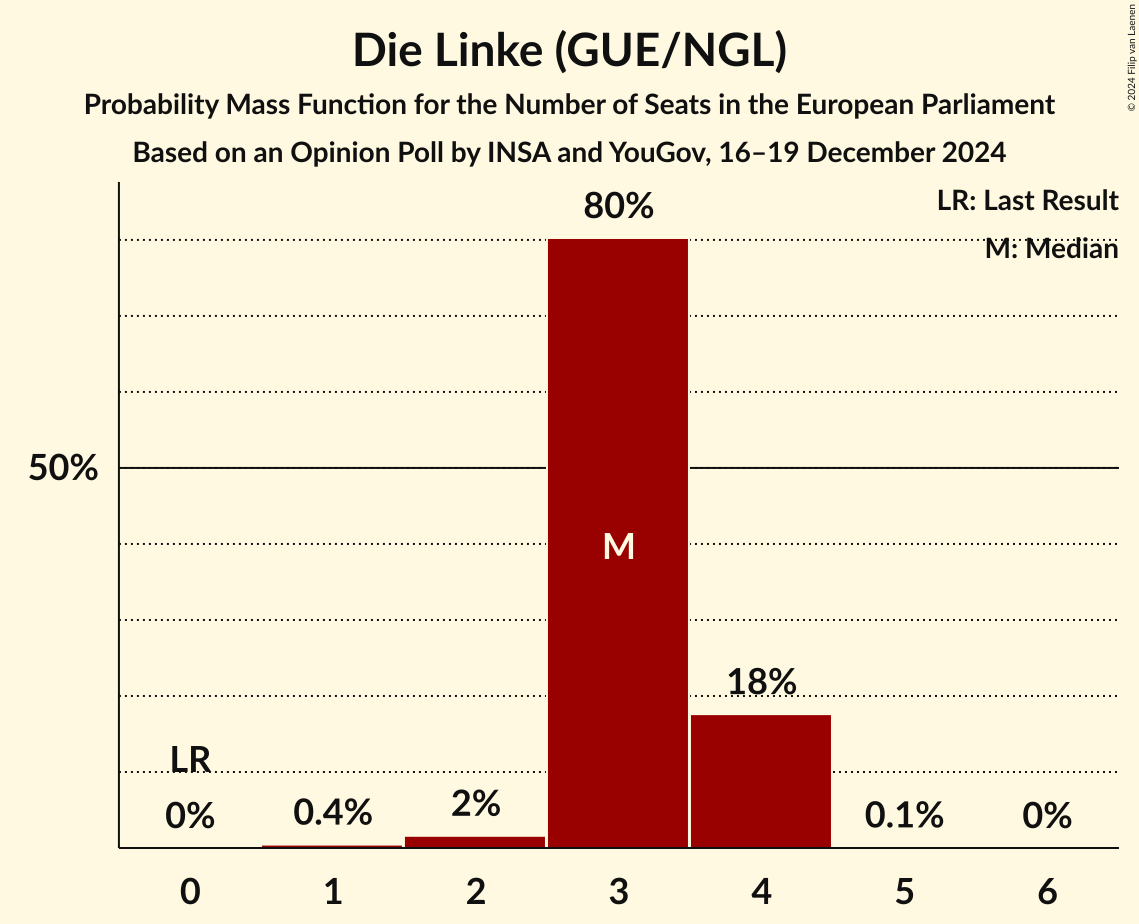 Die Linke (GUE/NGL)
Probability Mass Function for the Number of Seats in the European Parliament
Based on an Opinion Poll by INSA and YouGov, 16–19 December 2024
© 2024 Filip van Laenen
LR: Last Result
M: Median
80%
50%
M
18%
LR
0%
0.4%
2%
0.1%
0%
0
1
2
3
4
5
6